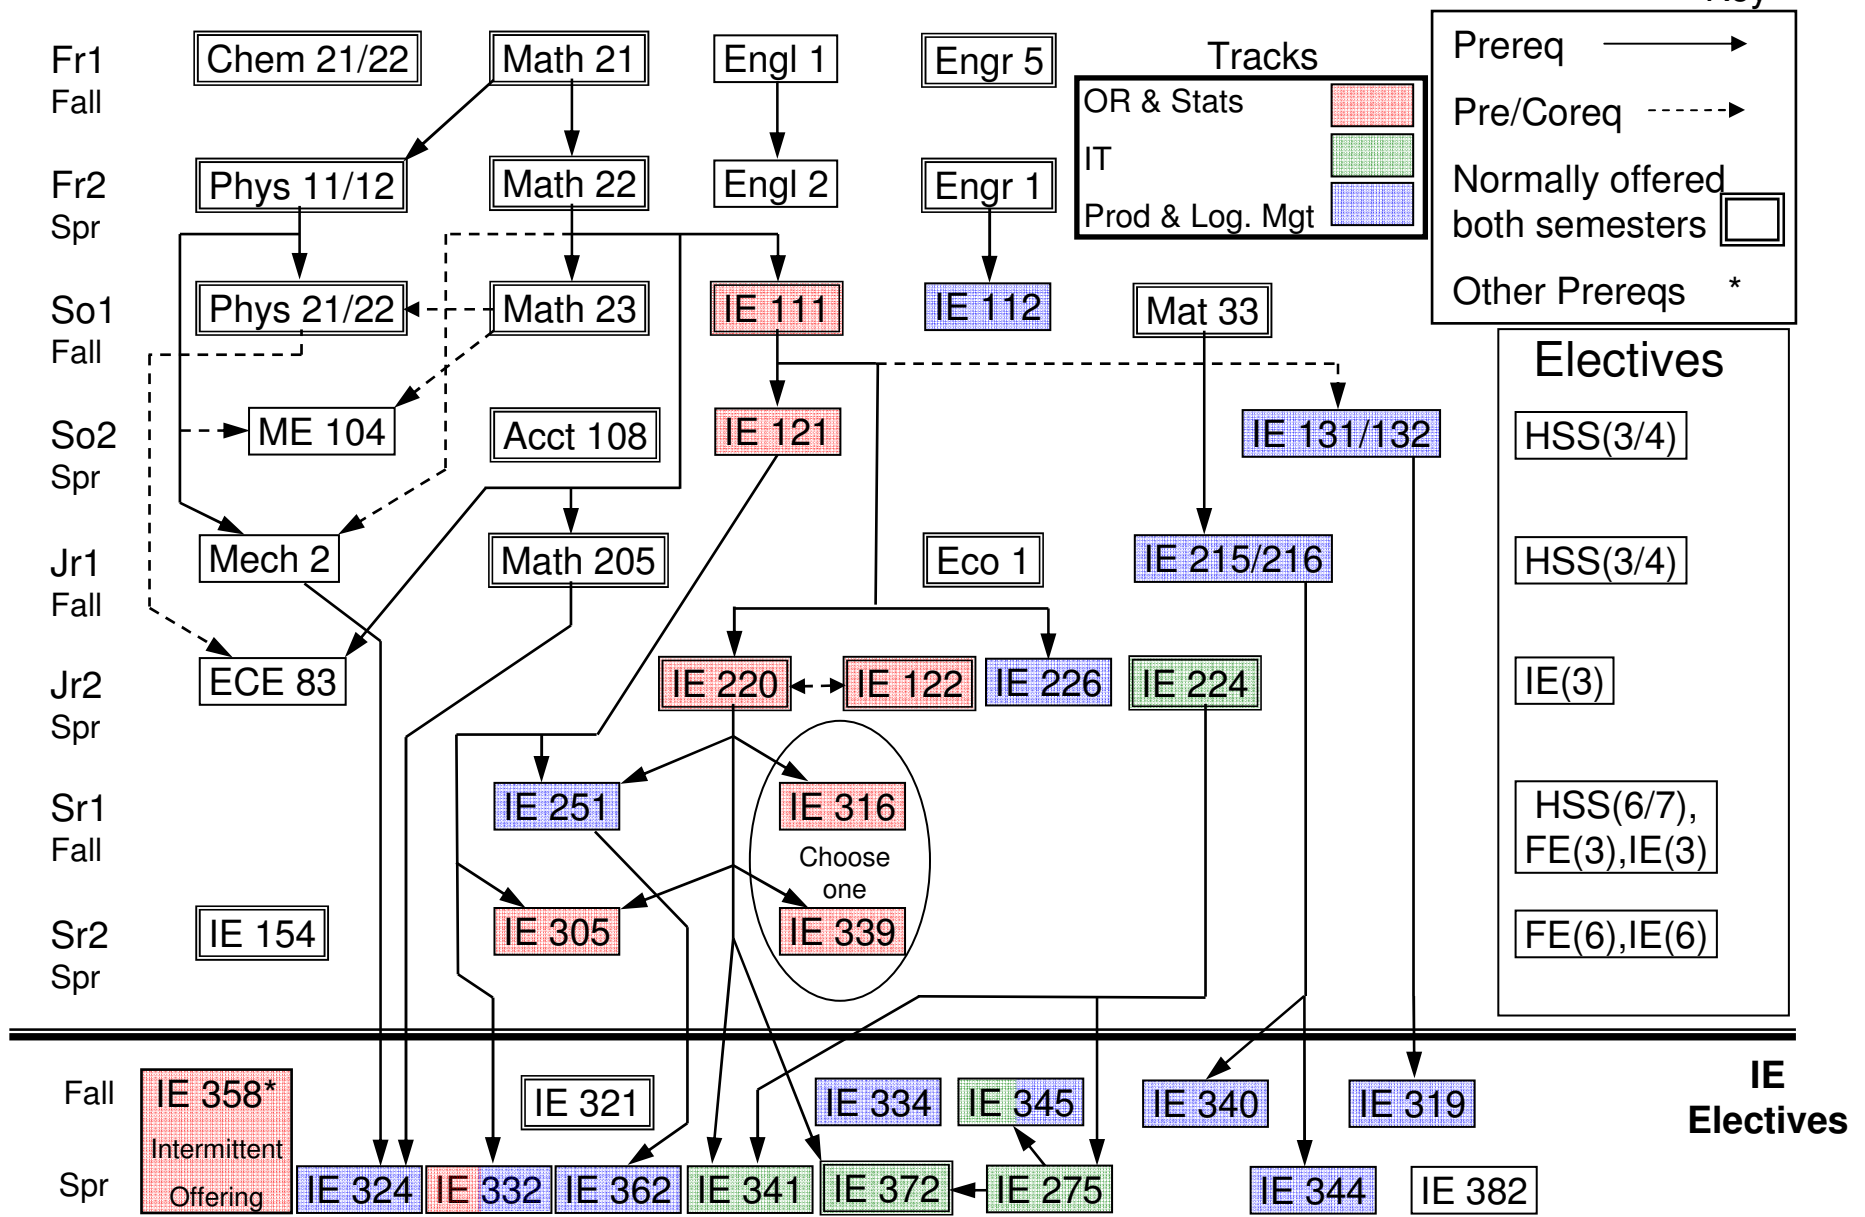 Fr1
Fall
Chem 21/22
Math 21
Engl 1
Engr 5
Tracks
OR & Stats
IT
Prod & Log. Mgt
Prereq
Pre/Coreq
Normally offered
both semesters
Other Prereqs *
Fr2
Spr
Phys 11/12
Math 22
Engl 2
Engr 1
So1
Fall
Phys 21/22
Math 23
IE 111
IE 112
Mat 33
Electives
So2
Spr
ME 104
Acct 108
IE 121
IE 131/132
HSS(3/4)
Jr1
Fall
Mech 2
Math 205
Eco 1
IE 215/216
HSS(3/4)
Jr2
Spr
ECE 83
IE 220
IE 122
IE 226
IE 224
IE(3)
Sr1
Fall
IE 251
IE 316
HSS(6/7),
FE(3),IE(3)
Choose
one
Sr2
Spr
IE 154
IE 305
IE 339
FE(6),IE(6)
IE
Electives
Fall
IE 358*
Intermittent
Offering
IE 321
IE 334
IE 345
IE 340
IE 319
Spr
IE 324
IE 332
IE 362
IE 341
IE 372
IE 275
IE 344
IE 382